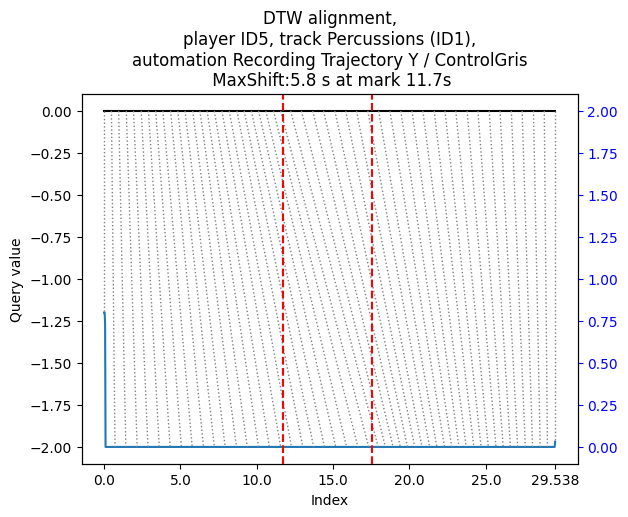 DTW alignment,
player ID5, track Percussions (ID1),
automation Recording Trajectory Y / ControlGris
MaxShift:5.8 s at mark 11.7s
0.00
−0.25
−0.50
−0.75
−1.00
−1.25
−1.50
−1.75
−2.00
Query value
2.00
1.75
1.50
1.25
1.00
0.75
0.50
0.25
0.00
0.0 5.0 10.0 15.0 20.0 25.0 29.538
Index